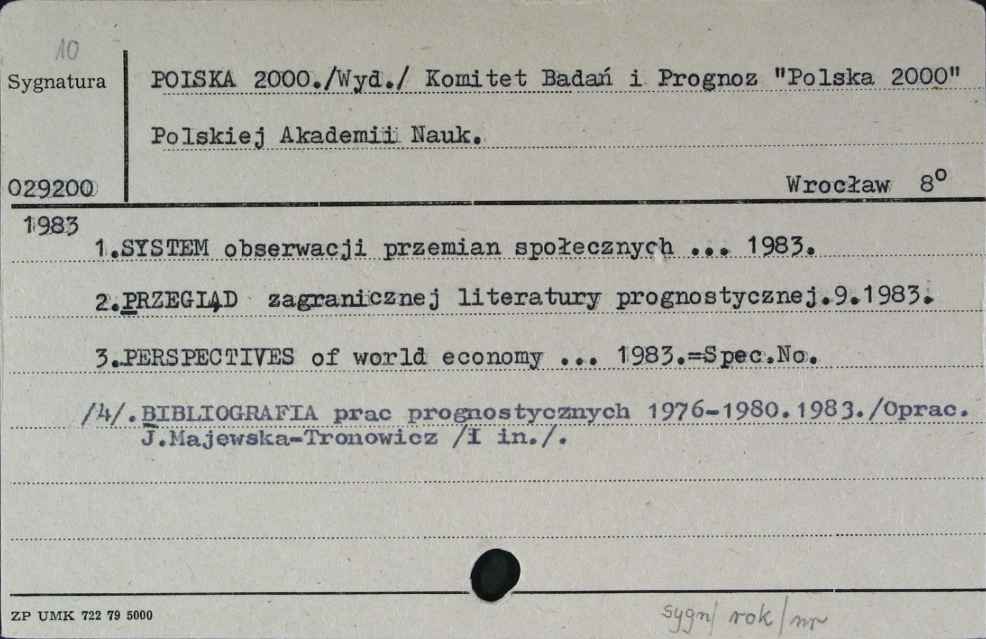 10
Sygnatura
POLSKA 2000./Wyd./ Komitet Badań i Prognoz "Polska 2000"
Polskiej Akademii Nauk.
029200
Wrocław 8°
1983
1.SYSTEM obserwacji przemian społecznych ... 1983.
2.PRZEGLĄD zagranicznej literatury prognostycznej.9.1983.
3.PERSPECTIVES of world economy ... 1983.=Spec.No.
/4/.BIBLIOGRAFIA prac prognostycznych 1976-1980.1983./Oprac.
J.Majewska-Tronowicz /I in./.
ZP UMK 722 79 5000
sygn/ rok/nr